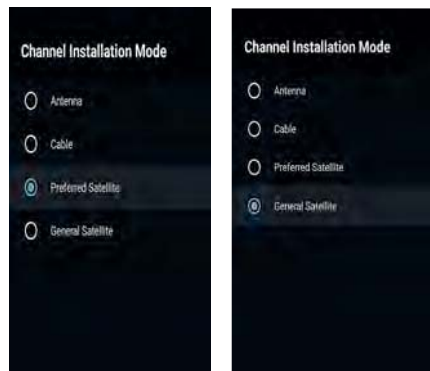 Channel Installation Mode
Antenna
Cable
Preferred Satellite
General Satellite
Channel Installation Mode
Antenna
Cable
Preferred Satellite
General Satellite